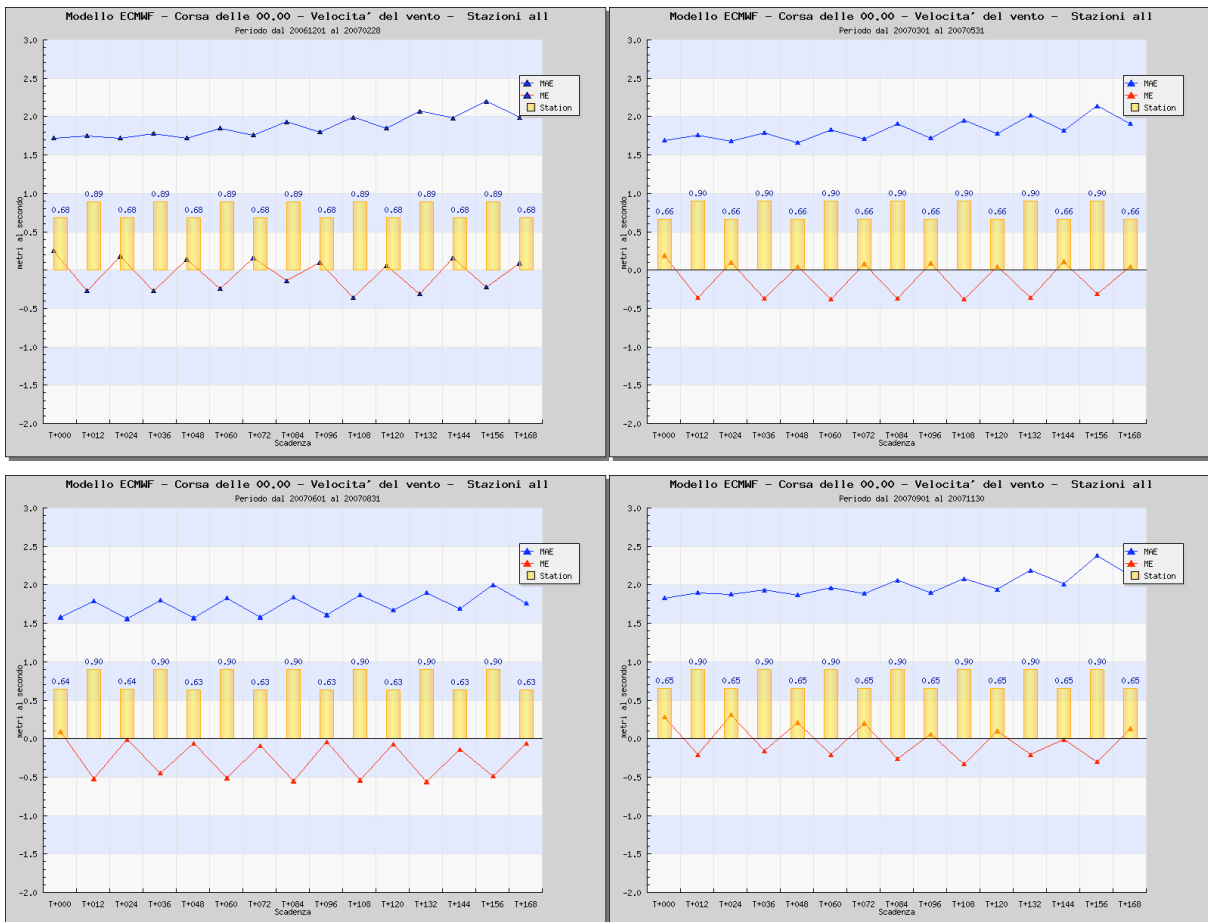 Modello ECMWF - Corsa delle 00.00 - Velocita' del vento - Stazioni all
Periodo dal 20061201 al 20070228
3.0
2.5
2.0
1.5
1.0
0.5
0.0
-0.5
-1.0
-1.5
-2.0
metri al secondo
MAE
ME
Station
0.68 0.89 0.68 0.89 0.68 0.89 0.68 0.89 0.68 0.89 0.68 0.89 0.68 0.89 0.68
T+000 T+012 T+024 T+036 T+048 T+060 T+072 T+084 T+096 T+108 T+120 T+132 T+144 T+156 T+168
Scadenza
Modello ECMWF - Corsa delle 00.00 - Velocita' del vento - Stazioni all
Periodo dal 20070301 al 20070531
3.0
2.5
2.0
1.5
1.0
0.5
0.0
-0.5
-1.0
-1.5
-2.0
metri al secondo
MAE
ME
Station
0.66 0.90 0.66 0.90 0.66 0.90 0.66 0.90 0.66 0.90 0.66 0.90 0.66 0.90 0.66
T+000 T+012 T+024 T+036 T+048 T+060 T+072 T+084 T+096 T+108 T+120 T+132 T+144 T+156 T+168
Scadenza
Modello ECMWF - Corsa delle 00.00 - Velocita' del vento - Stazioni all
Periodo dal 20070601 al 20070831
3.0
2.5
2.0
1.5
1.0
0.5
0.0
-0.5
-1.0
-1.5
-2.0
metri al secondo
MAE
ME
Station
0.64 0.90 0.64 0.90 0.63 0.90 0.63 0.90 0.63 0.90 0.63 0.90 0.63 0.90 0.63
T+000 T+012 T+024 T+036 T+048 T+060 T+072 T+084 T+096 T+108 T+120 T+132 T+144 T+156 T+168
Scadenza
Modello ECMWF - Corsa delle 00.00 - Velocita' del vento - Stazioni all
Periodo dal 20070901 al 20071130
3.0
2.5
2.0
1.5
1.0
0.5
0.0
-0.5
-1.0
-1.5
-2.0
metri al secondo
MAE
ME
Station
0.65 0.90 0.65 0.90 0.65 0.90 0.65 0.90 0.65 0.90 0.65 0.90 0.65 0.90 0.65
T+000 T+012 T+024 T+036 T+048 T+060 T+072 T+084 T+096 T+108 T+120 T+132 T+144 T+156 T+168
Scadenza